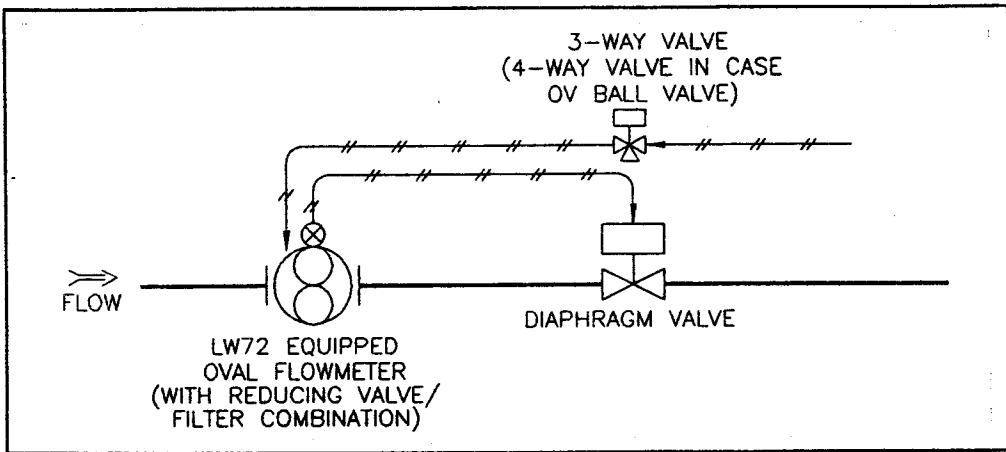 3-WAY VALVE
(4-WAY VALVE IN CASE
OV BALL VALVE)
FLOW
DIAPHRAGM VALVE
LW72 EQUIPPED
OVAL FLOWMETER
(WITH REDUCING VALVE/
FILTER COMBINATION)